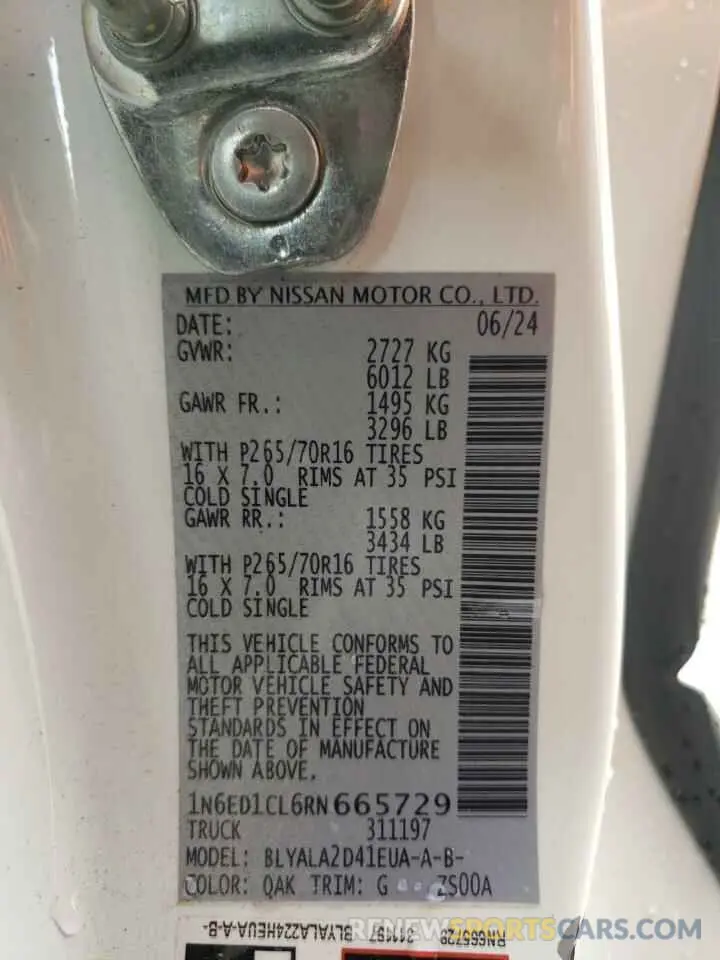 MFD BY NISSAN MOTOR CO., LTD.
DATE: 06/24
GVWR: 2727 KG
6012 LB
GAWR FR.: 1495 KG
3296 LB
WITH P265/70R16 TIRES
16 X 7.0 RIMS AT 35 PSI
COLD SINGLE
GAWR RR.: 1558 KG
3434 LB
WITH P265/70R16 TIRES
16 X 7.0 RIMS AT 35 PSI
COLD SINGLE
THIS VEHICLE CONFORMS TO
ALL APPLICABLE FEDERAL
MOTOR VEHICLE SAFETY AND
THEFT PREVENTION
STANDARDS IN EFFECT ON
THE DATE OF MANUFACTURE
SHOWN ABOVE.
1N6ED1CL6RN665729
TRUCK 311197
MODEL: BLYALA2D41EUA-A-B-
COLOR: QAK TRIM: G ZS00A
RN665729 311197 BLYALAZ24HEUA-A-B-
RENEWSPORTSCARS.COM